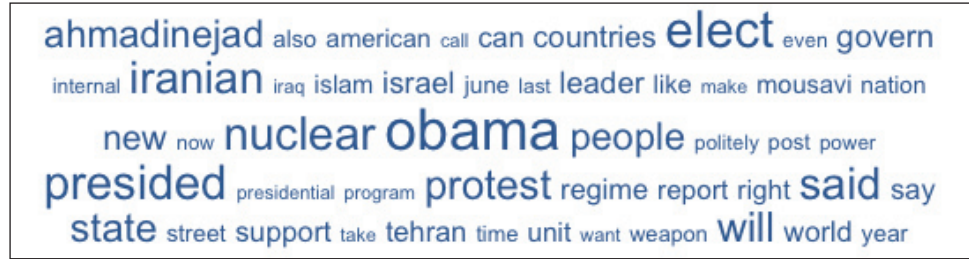 ahmadinejad also american call can countries elect even govern
internal iranian iraq islam israel june last leader like make mousavi nation
new now nuclear obama people politely post power
presided presidential program protest regime report right said say
state street support take tehran time unit want weapon will world year